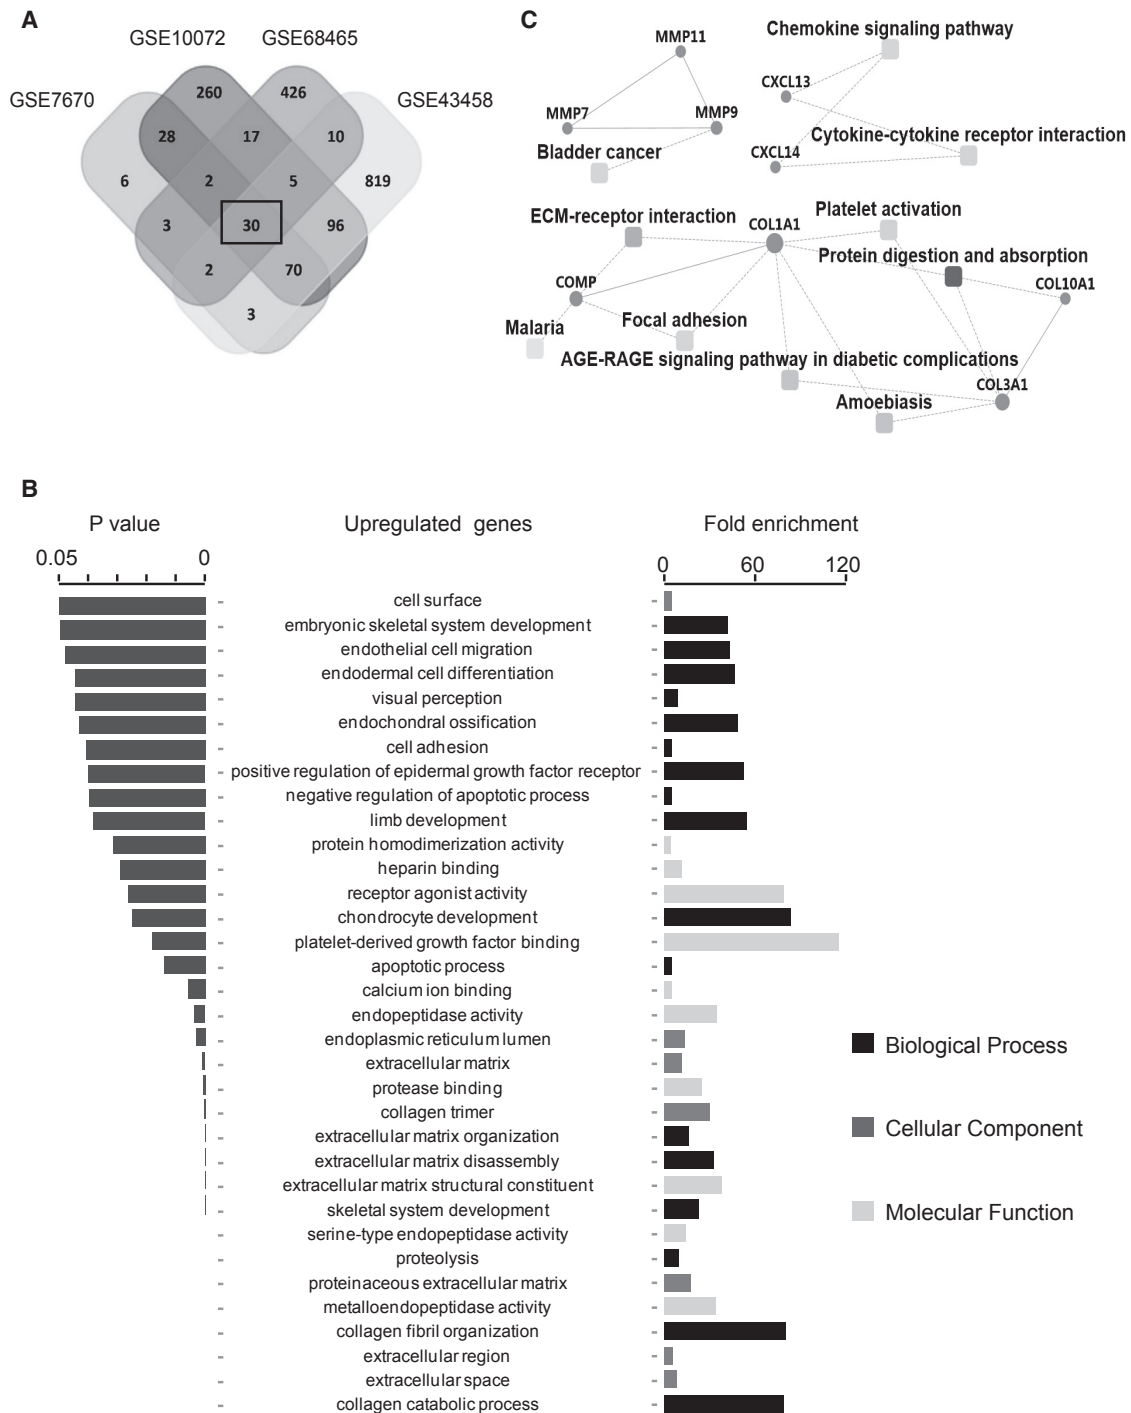 A
GSE10072 GSE68465
GSE7670 GSE43458
260 426
28 17 10
6 2 5 819
3 30 96
2 70
3
C
MMP11
MMP7 MMP9
Bladder cancer
Chemokine signaling pathway
CXCL13
Cytokine-cytokine receptor interaction
CXCL14
ECM-receptor interaction
COL1A1
Platelet activation
Protein digestion and absorption
COL10A1
COMP
Malaria
Focal adhesion
AGE-RAGE signaling pathway in diabetic complications
COL3A1
Amoebiasis
B
P value Upregulated genes Fold enrichment
0.05 0 0 60 120
cell surface
embryonic skeletal system development
endothelial cell migration
endodermal cell differentiation
visual perception
endochondral ossification
cell adhesion
positive regulation of epidermal growth factor receptor
negative regulation of apoptotic process
limb development
protein homodimerization activity
heparin binding
receptor agonist activity
chondrocyte development
platelet-derived growth factor binding
apoptotic process
calcium ion binding
endopeptidase activity
endoplasmic reticulum lumen
extracellular matrix
protease binding
collagen trimer
extracellular matrix organization
extracellular matrix disassembly
extracellular matrix structural constituent
skeletal system development
serine-type endopeptidase activity
proteolysis
proteinaceous extracellular matrix
metalloendopeptidase activity
collagen fibril organization
extracellular region
extracellular space
collagen catabolic process
Biological Process
Cellular Component
Molecular Function